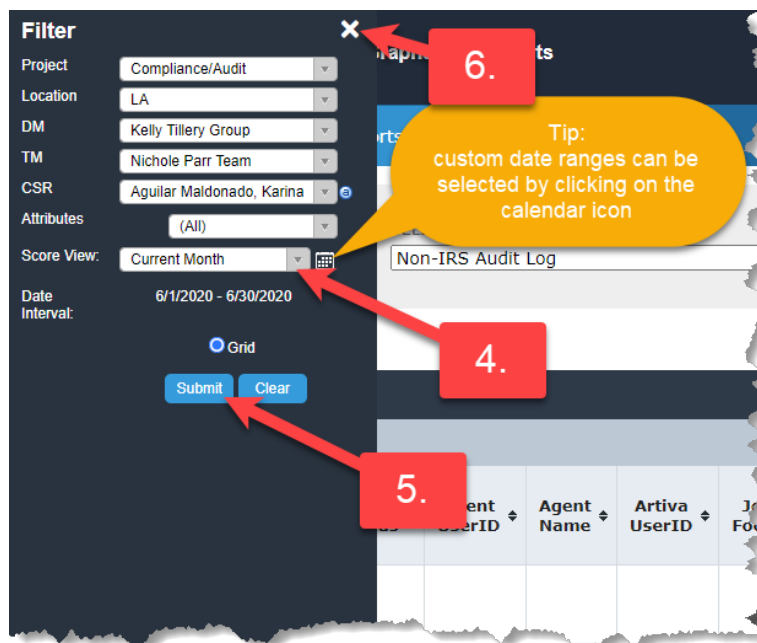 Filter
Project
Compliance/Audit
Location
LA
DM
Kelly Tillery Group
TM
Nichole Parr Team
CSR
Aguilar Maldonado, Karina
a
Attributes
(All)
Score View:
Current Month
Date
Interval:
6/1/2020 - 6/30/2020
Grid
Submit Clear
6.
Tip:
custom date ranges can be
selected by clicking on the
calendar icon
Non-IRS Audit Log
4.
5.
UserID
Agent
Name
Artiva
UserID